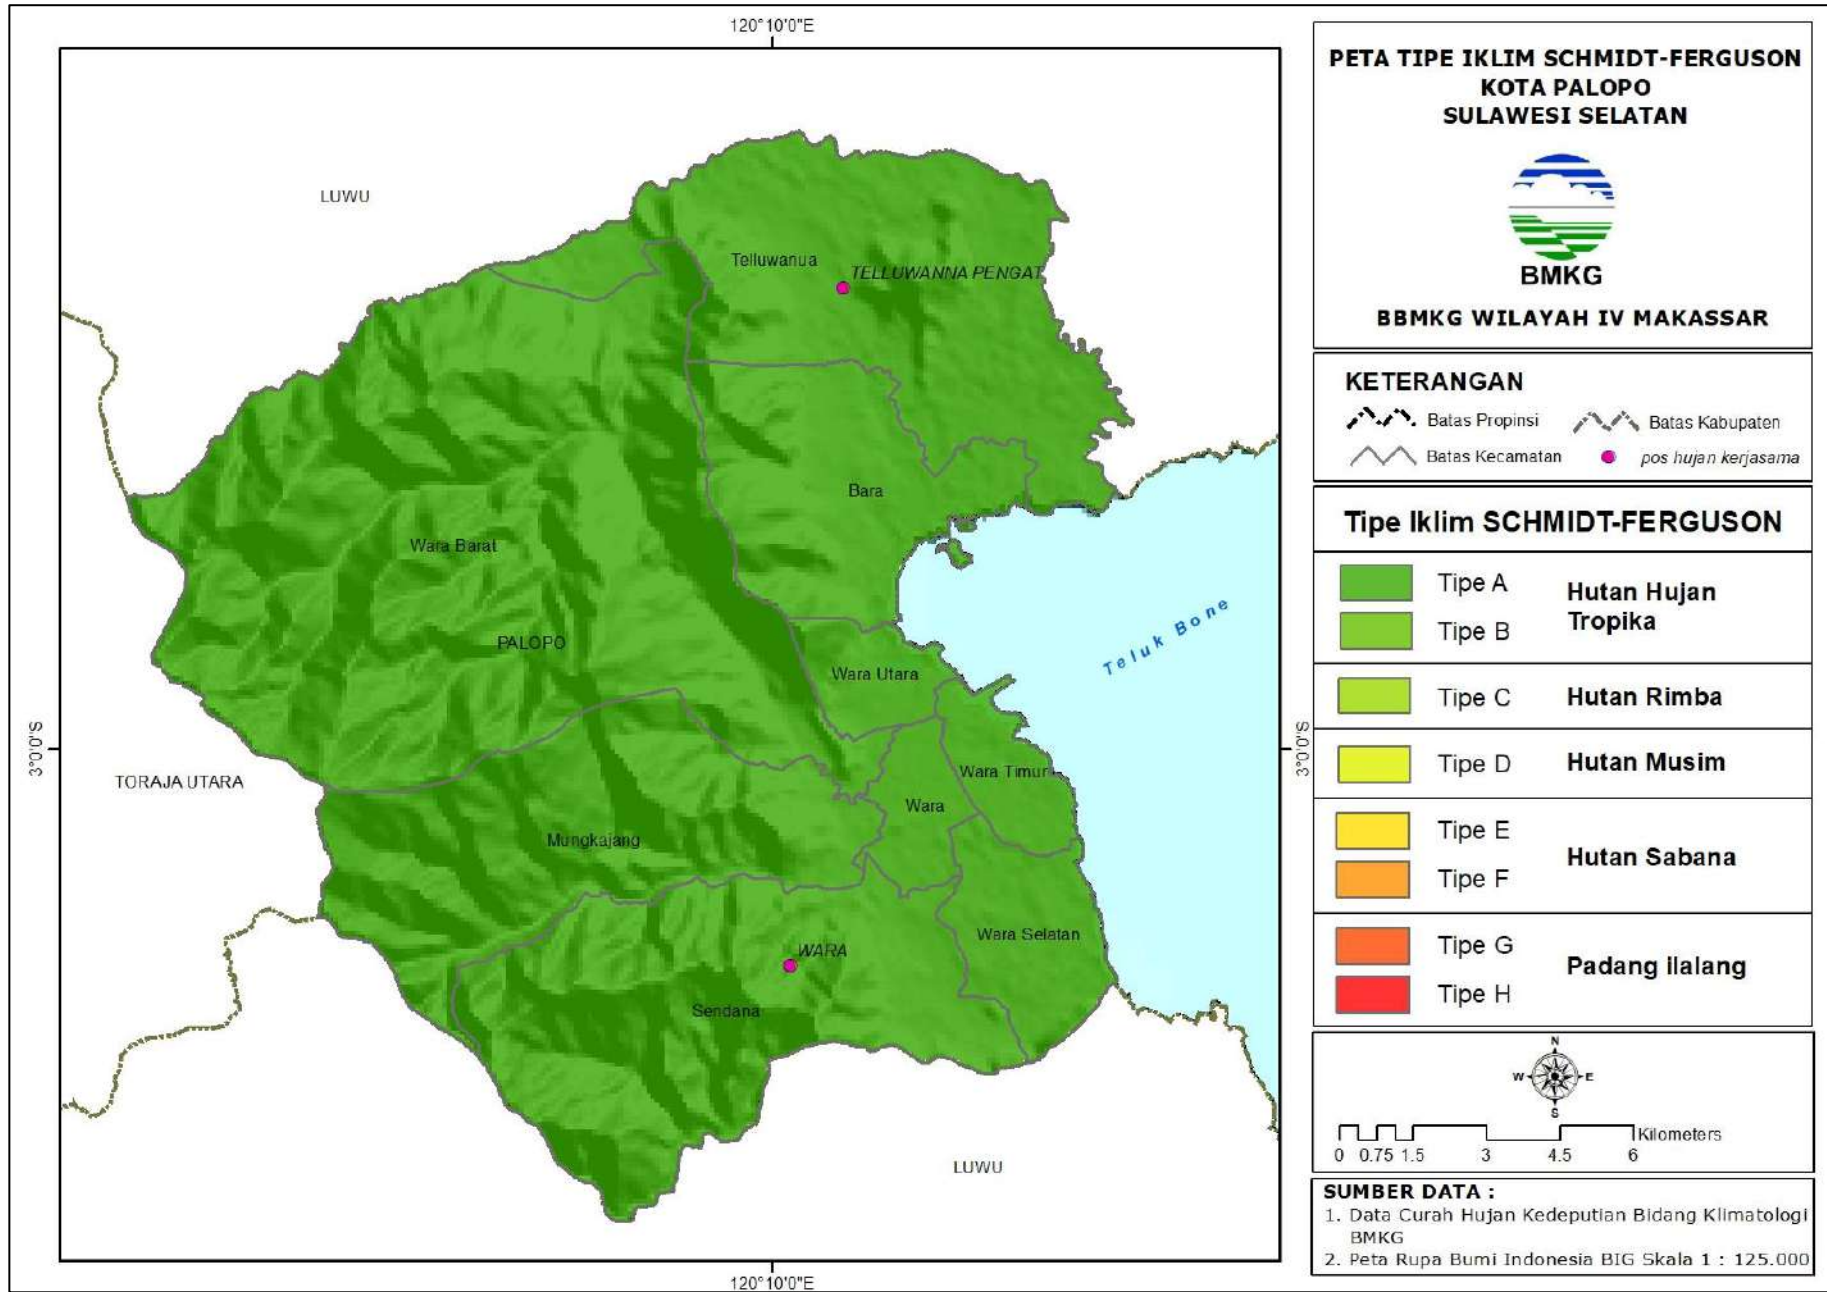 120°10'0"E
LUWU
Telluwanua
TELLUWANNA PENGAT
Bara
Wara Barat
PALOPO
Teluk Bone
Wara Utara
3°0'0"S
3°0'0"S
TORAJA UTARA
Wara Timur
Wara
Mungkajang
Wara Selatan
WARA
Sendana
LUWU
120°10'0"E
PETA TIPE IKLIM SCHMIDT-FERGUSON
KOTA PALOPO
SULAWESI SELATAN
BMKG
BBMKG WILAYAH IV MAKASSAR
KETERANGAN
Batas Propinsi
Batas Kabupaten
Batas Kecamatan
pos hujan kerjasama
Tipe Iklim SCHMIDT-FERGUSON
Tipe A
Hutan Hujan
Tropika
Tipe B
Tipe C
Hutan Rimba
Tipe D
Hutan Musim
Tipe E
Hutan Sabana
Tipe F
Tipe G
Padang ilalang
Tipe H
N
W
E
S
Kilometers
0 0.75 1.5 3 4.5 6
SUMBER DATA :
1. Data Curah Hujan Kedeputian Bidang Klimatologi
BMKG
2. Peta Rupa Bumi Indonesia BIG Skala 1 : 125.000